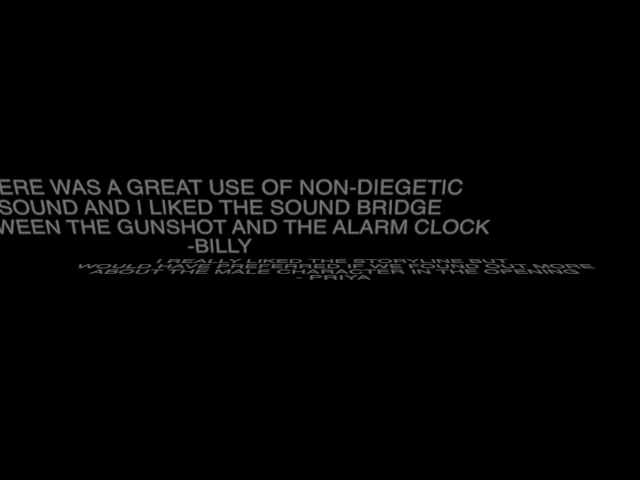 ERE WAS A GREAT USE OF NON-DIEGETIC
SOUND AND I LIKED THE SOUND BRIDGE
WEEN THE GUNSHOT AND THE ALARM CLOCK
-BILLY
I REALLY LIKED THE STORYLINE BUT
WOULD HAVE PREFERRED IF WE FOUND OUT MORE
ABOUT THE MALE CHARACTER IN THE OPENING
- PRIYA